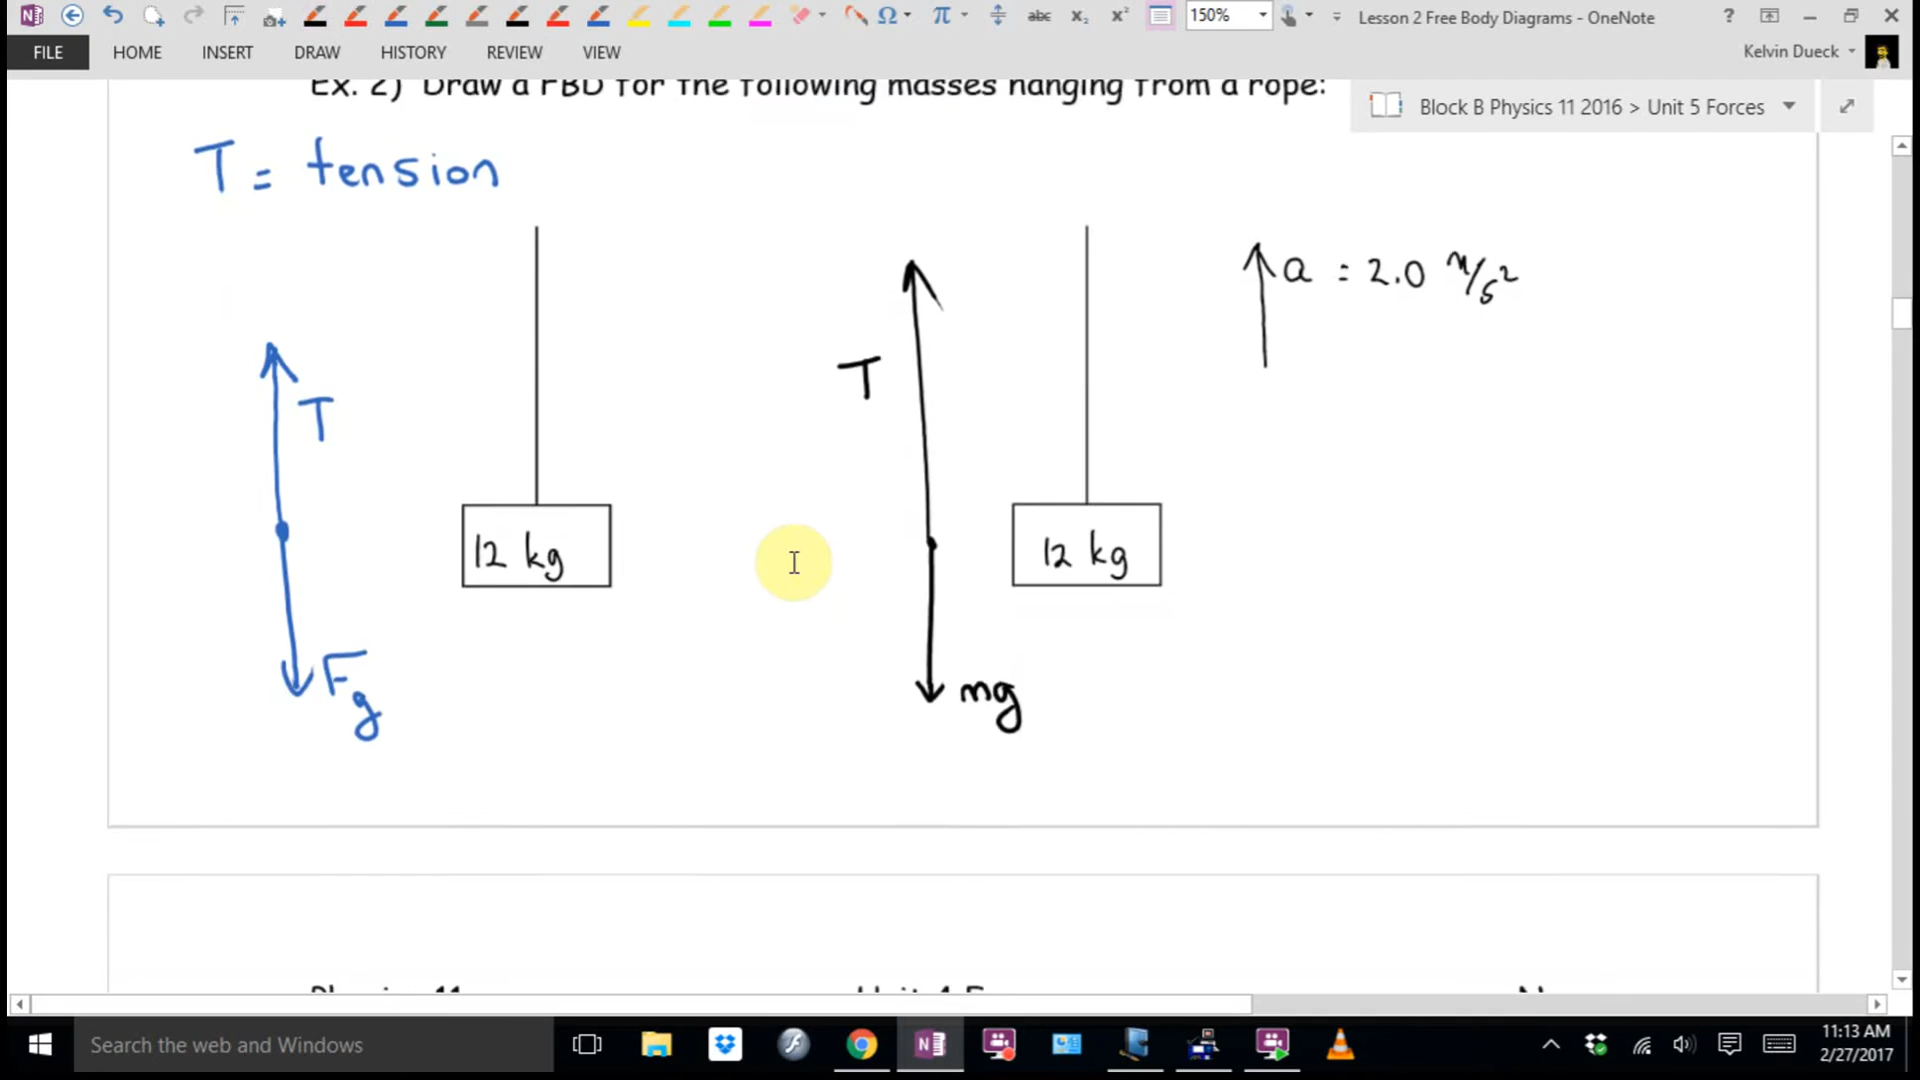 150%
Lesson 2 Free Body Diagrams - OneNote
FILE HOME INSERT DRAW HISTORY REVIEW VIEW
Kelvin Dueck
Ex. 2) Draw a FBD for the following masses hanging from a rope:
Block B Physics 11 2016 > Unit 5 Forces
T = tension
a = 2.0 m/s²
T
T
12 kg
12 kg
Fg
mg
Search the web and Windows
11:13 AM
2/27/2017